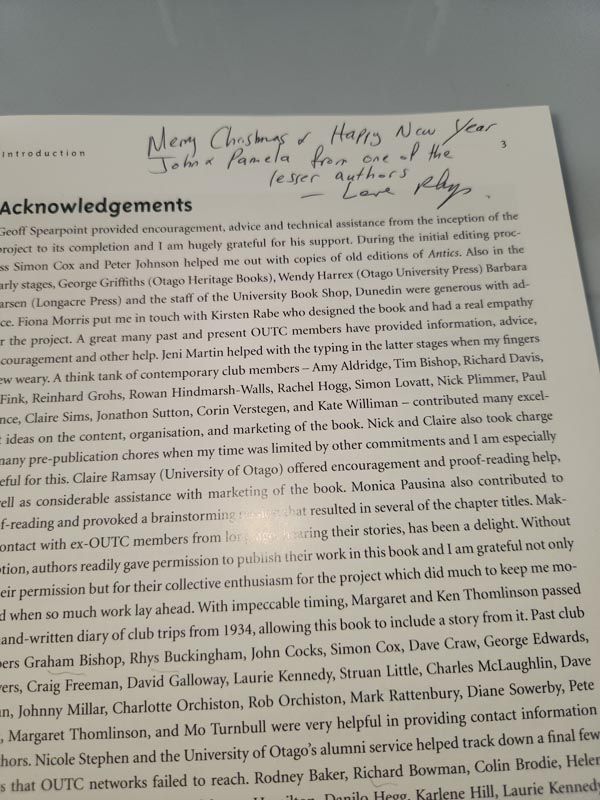 Introduction
3
Merry Christmas & Happy New Year
John & Pamela from one of the
lesser authors
– Love Rhys.
Acknowledgements
Geoff Spearpoint provided encouragement, advice and technical assistance from the inception of the
project to its completion and I am hugely grateful for his support. During the initial editing proc-
ss Simon Cox and Peter Johnson helped me out with copies of old editions of Antics. Also in the
early stages, George Griffiths (Otago Heritage Books), Wendy Harrex (Otago University Press) Barbara
arsen (Longacre Press) and the staff of the University Book Shop, Dunedin were generous with ad-
ce. Fiona Morris put me in touch with Kirsten Rabe who designed the book and had a real empathy
r the project. A great many past and present OUTC members have provided information, advice,
couragement and other help. Jeni Martin helped with the typing in the latter stages when my fingers
ew weary. A think tank of contemporary club members – Amy Aldridge, Tim Bishop, Richard Davis,
Fink, Reinhard Grohs, Rowan Hindmarsh-Walls, Rachel Hogg, Simon Lovatt, Nick Plimmer, Paul
nce, Claire Sims, Jonathon Sutton, Corin Verstegen, and Kate Williman – contributed many excel-
t ideas on the content, organisation, and marketing of the book. Nick and Claire also took charge
many pre-publication chores when my time was limited by other commitments and I am especially
eful for this. Claire Ramsay (University of Otago) offered encouragement and proof-reading help,
ell as considerable assistance with marketing of the book. Monica Pausina also contributed to
f-reading and provoked a brainstorming that resulted in several of the chapter titles. Mak-
ontact with ex-OUTC members from hearing their stories, has been a delight. Without
tion, authors readily gave permission to publish their work in this book and I am grateful not only
eir permission but for their collective enthusiasm for the project which did much to keep me mo-
d when so much work lay ahead. With impeccable timing, Margaret and Ken Thomlinson passed
and-written diary of club trips from 1934, allowing this book to include a story from it. Past club
bers Graham Bishop, Rhys Buckingham, John Cocks, Simon Cox, Dave Craw, George Edwards,
yers, Craig Freeman, David Galloway, Laurie Kennedy, Struan Little, Charles McLaughlin, Dave
n, Johnny Millar, Charlotte Orchiston, Rob Orchiston, Mark Rattenbury, Diane Sowerby, Pete
, Margaret Thomlinson, and Mo Turnbull were very helpful in providing contact information
thors. Nicole Stephen and the University of Otago's alumni service helped track down a final few
s that OUTC networks failed to reach. Rodney Baker, Richard Bowman, Colin Brodie, Helen
Hamilton, Danilo Hegg, Karlene Hill, Laurie Kennedy